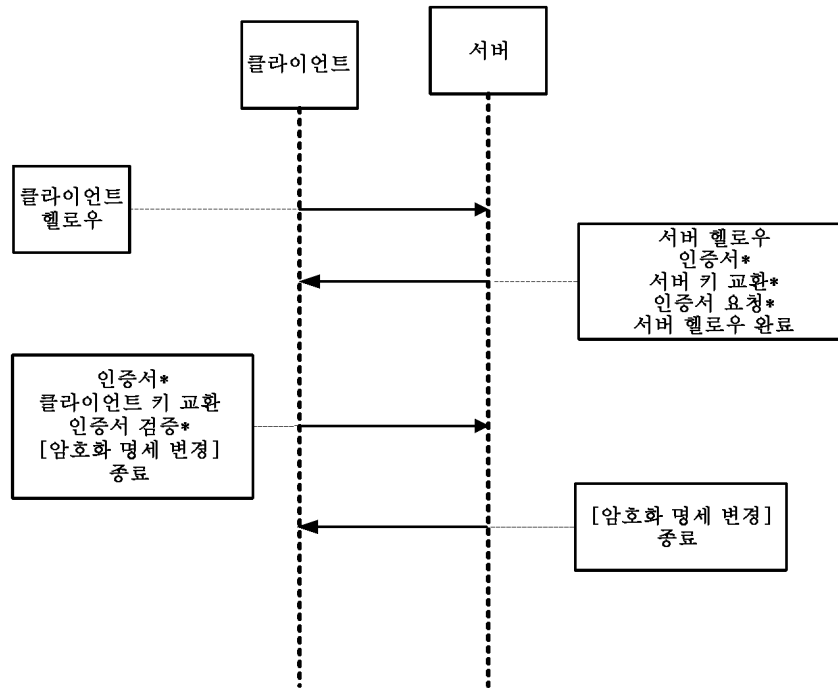 클라이언트
서버
클라이언트
헬로우
서버 헬로우
인증서*
서버 키 교환*
인증서 요청*
서버 헬로우 완료
인증서*
클라이언트 키 교환
인증서 검증*
[암호화 명세 변경]
종료
[암호화 명세 변경]
종료